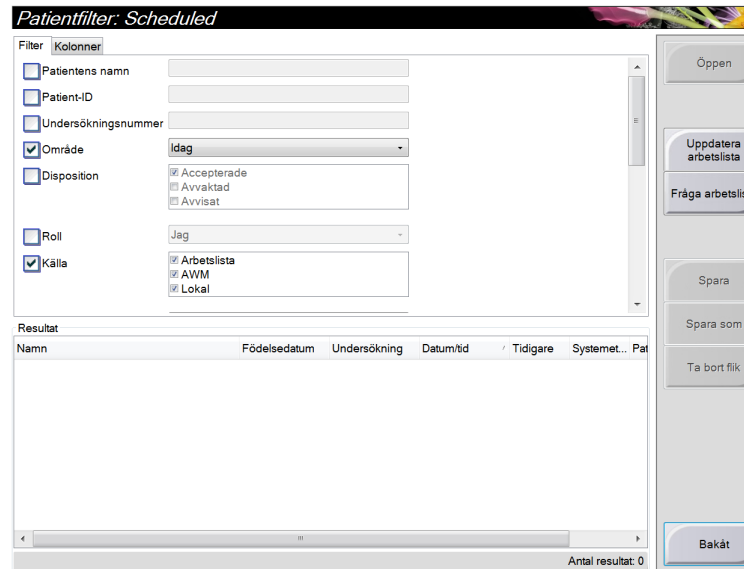 Patientfilter: Scheduled
Filter Kolonner
Patientens namn
Patient-ID
Undersökningsnummer
Område Idag
Disposition Accepterade
Avvaktad
Avvisat
Roll Jag
Källa Arbetslista
AWM
Lokal
Resultat
Namn Födelsedatum Undersökning Datum/tid Tidigare Systemet... Pat
Antal resultat: 0
Öppen
Uppdatera
arbetslista
Fråga arbetslis
Spara
Spara som
Ta bort flik
Bakåt